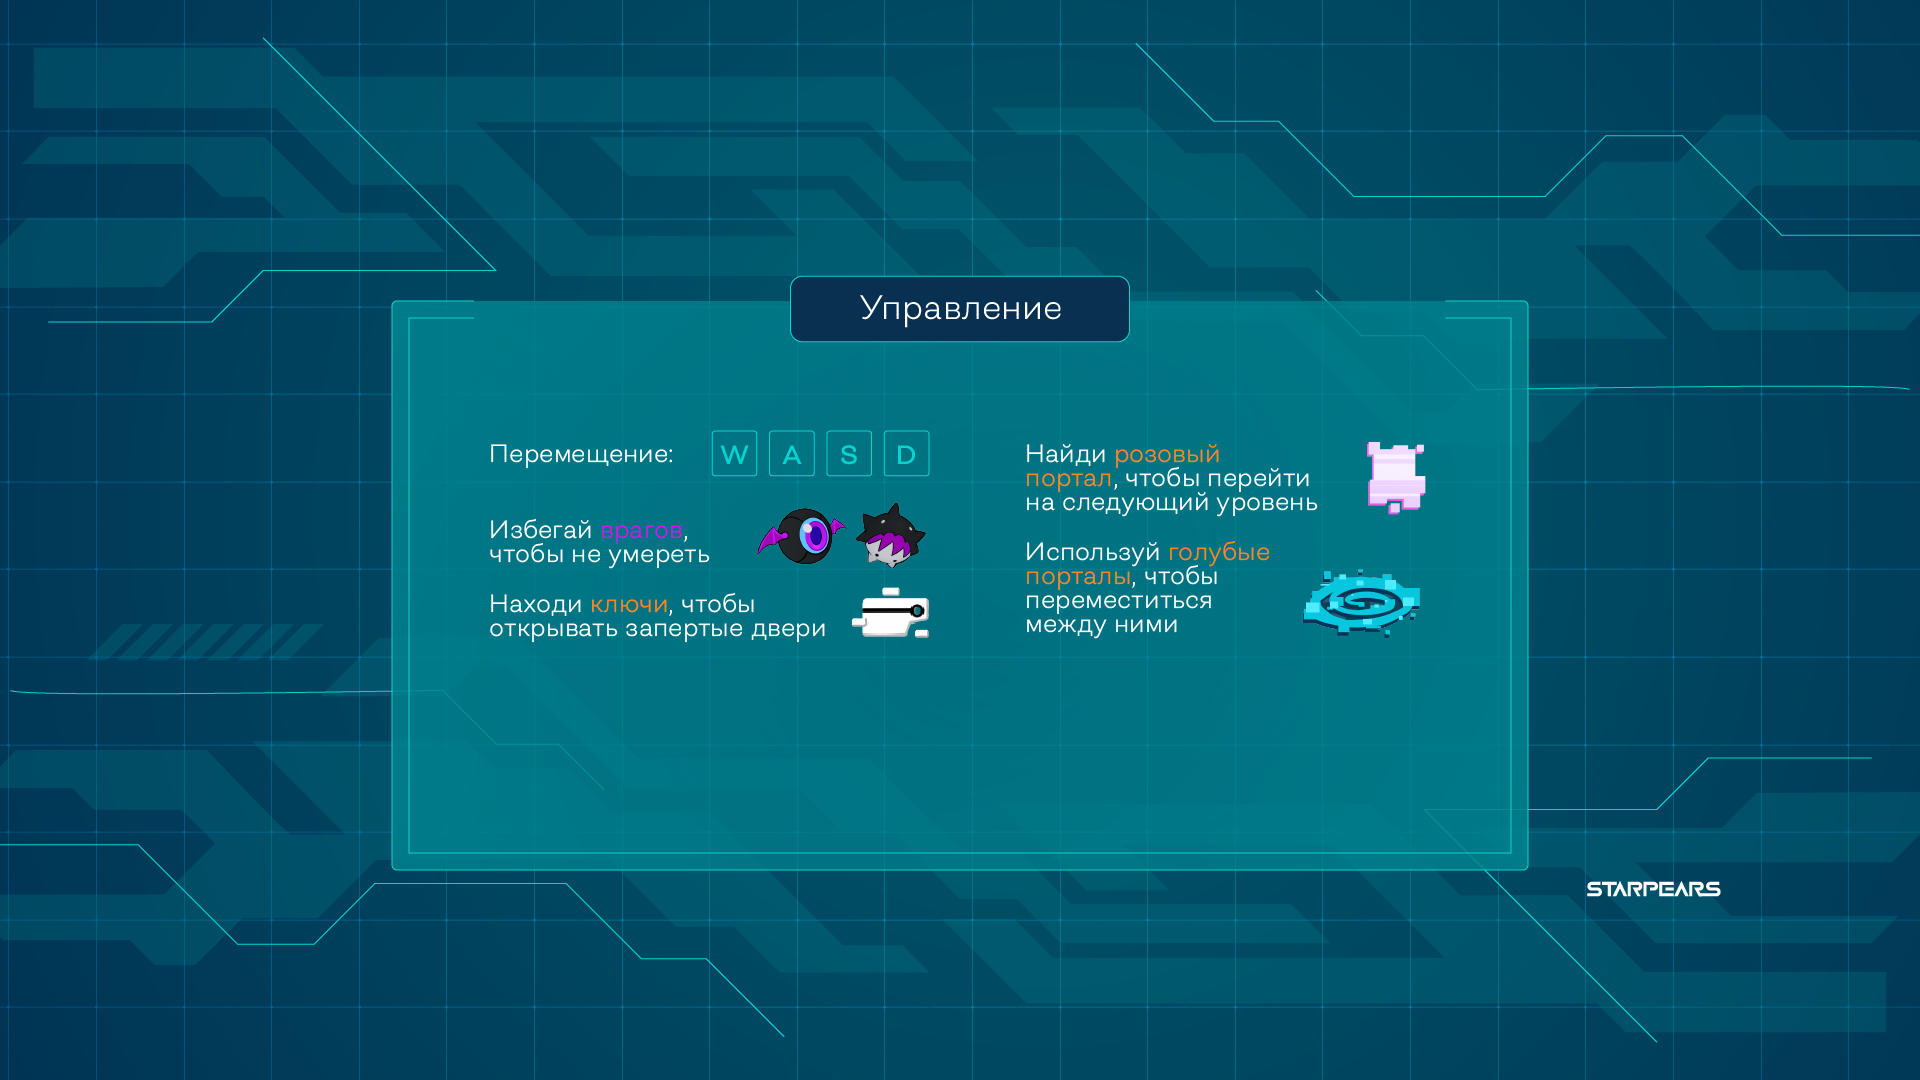 Управление
Перемещение: W A S D
Избегай врагов,
чтобы не умереть
Находи ключи, чтобы
открывать запертые двери
Найди розовый
портал, чтобы перейти
на следующий уровень
Используй голубые
порталы, чтобы
переместиться
между ними
STARPEARS